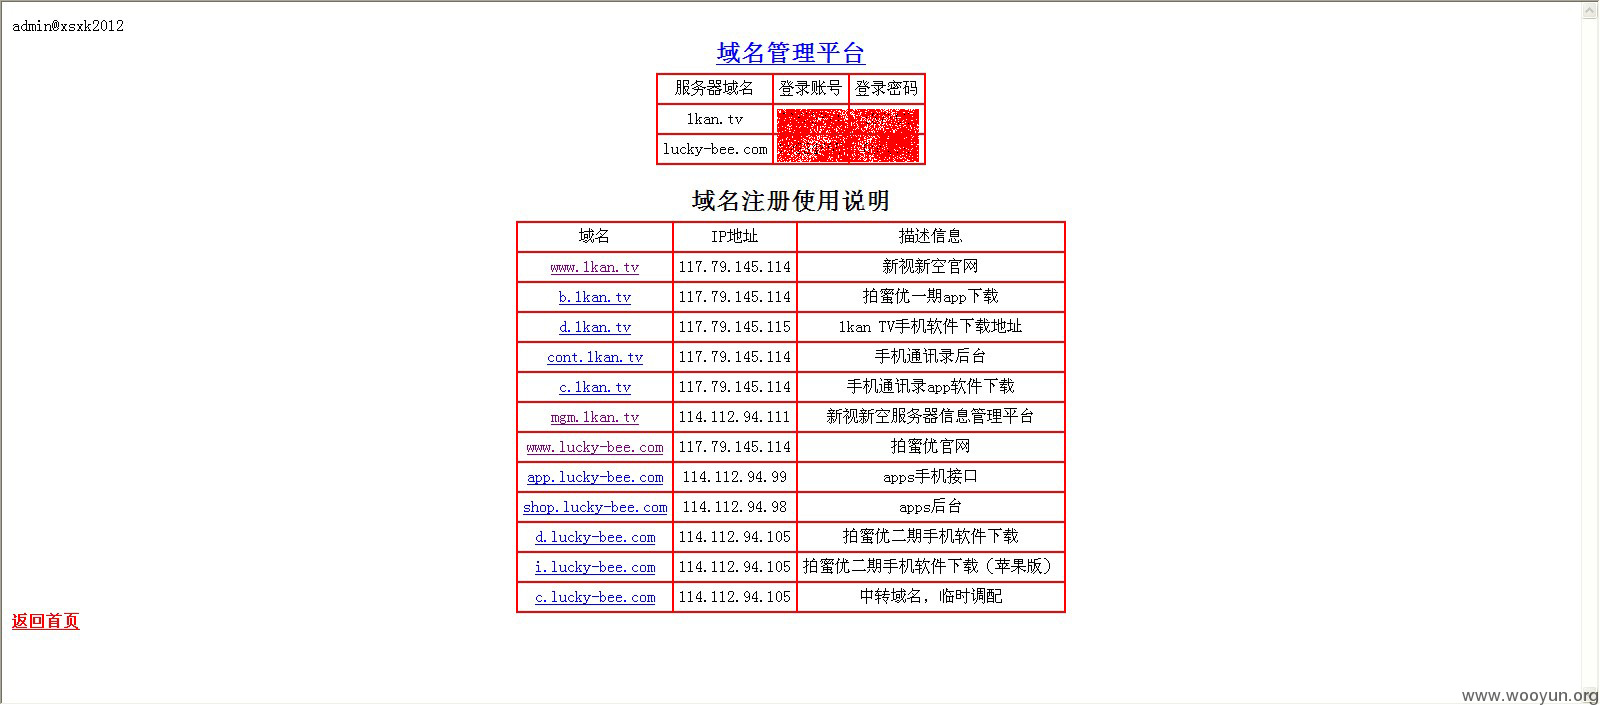 admin@xsxk2012
域名管理平台
服务器域名 登录账号 登录密码
1kan.tv
lucky-bee.com
域名注册使用说明
域名 IP地址 描述信息
www.1kan.tv 117.79.145.114 新视新空官网
b.1kan.tv 117.79.145.114 拍蜜优一期app下载
d.1kan.tv 117.79.145.115 1kan TV手机软件下载地址
cont.1kan.tv 117.79.145.114 手机通讯录后台
c.1kan.tv 117.79.145.114 手机通讯录app软件下载
mgm.1kan.tv 114.112.94.111 新视新空服务器信息管理平台
www.lucky-bee.com 117.79.145.114 拍蜜优官网
app.lucky-bee.com 114.112.94.99 apps手机接口
shop.lucky-bee.com 114.112.94.98 apps后台
d.lucky-bee.com 114.112.94.105 拍蜜优二期手机软件下载
i.lucky-bee.com 114.112.94.105 拍蜜优二期手机软件下载（苹果版）
c.lucky-bee.com 114.112.94.105 中转域名，临时调配
返回首页
www.wooyun.org